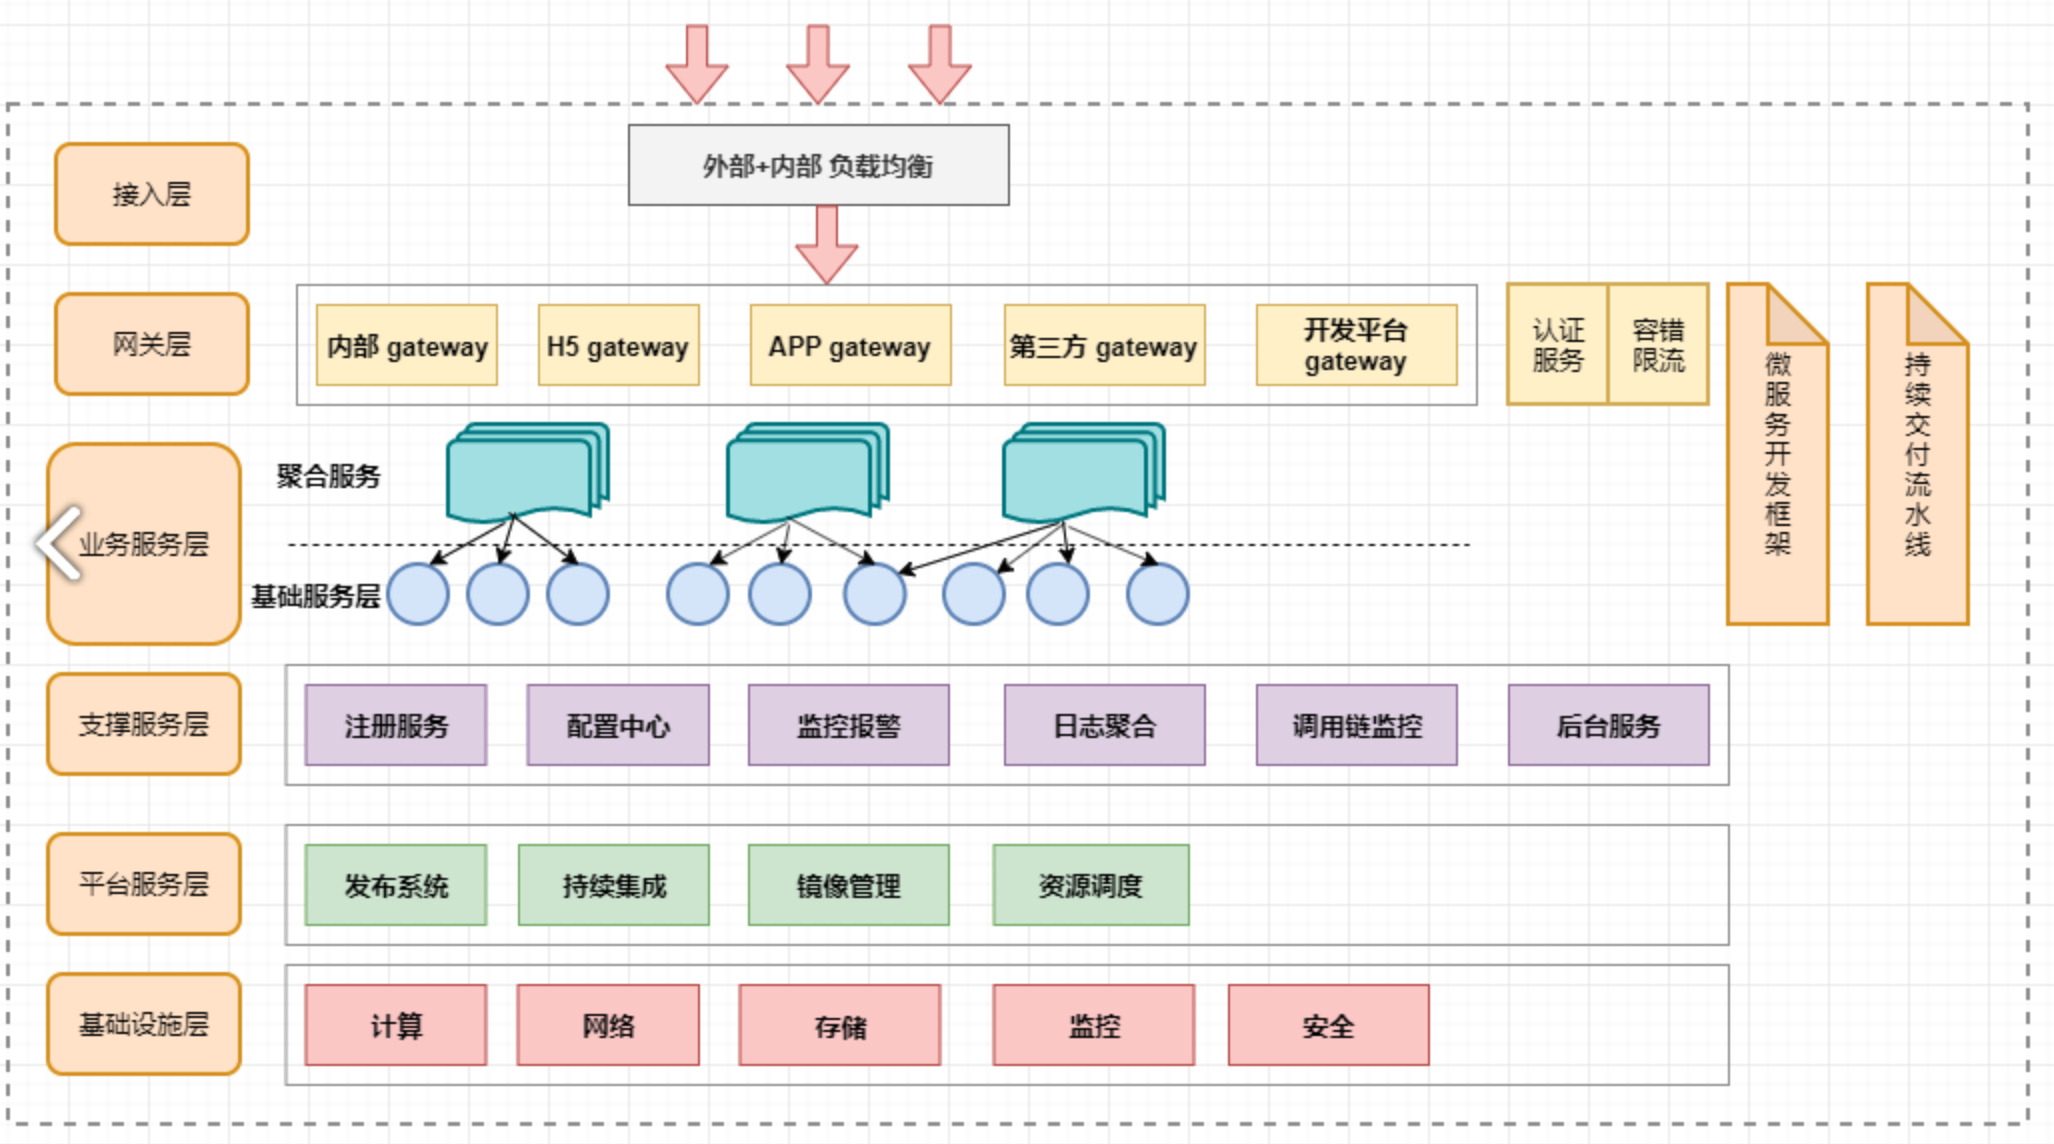 外部+内部 负载均衡
接入层
网关层
内部 gateway
H5 gateway
APP gateway
第三方 gateway
开发平台
gateway
认证
服务
容错
限流
微服务开发框架
持续交付流水线
业务服务层
聚合服务
基础服务层
支撑服务层
注册服务
配置中心
监控报警
日志聚合
调用链监控
后台服务
平台服务层
发布系统
持续集成
镜像管理
资源调度
基础设施层
计算
网络
存储
监控
安全